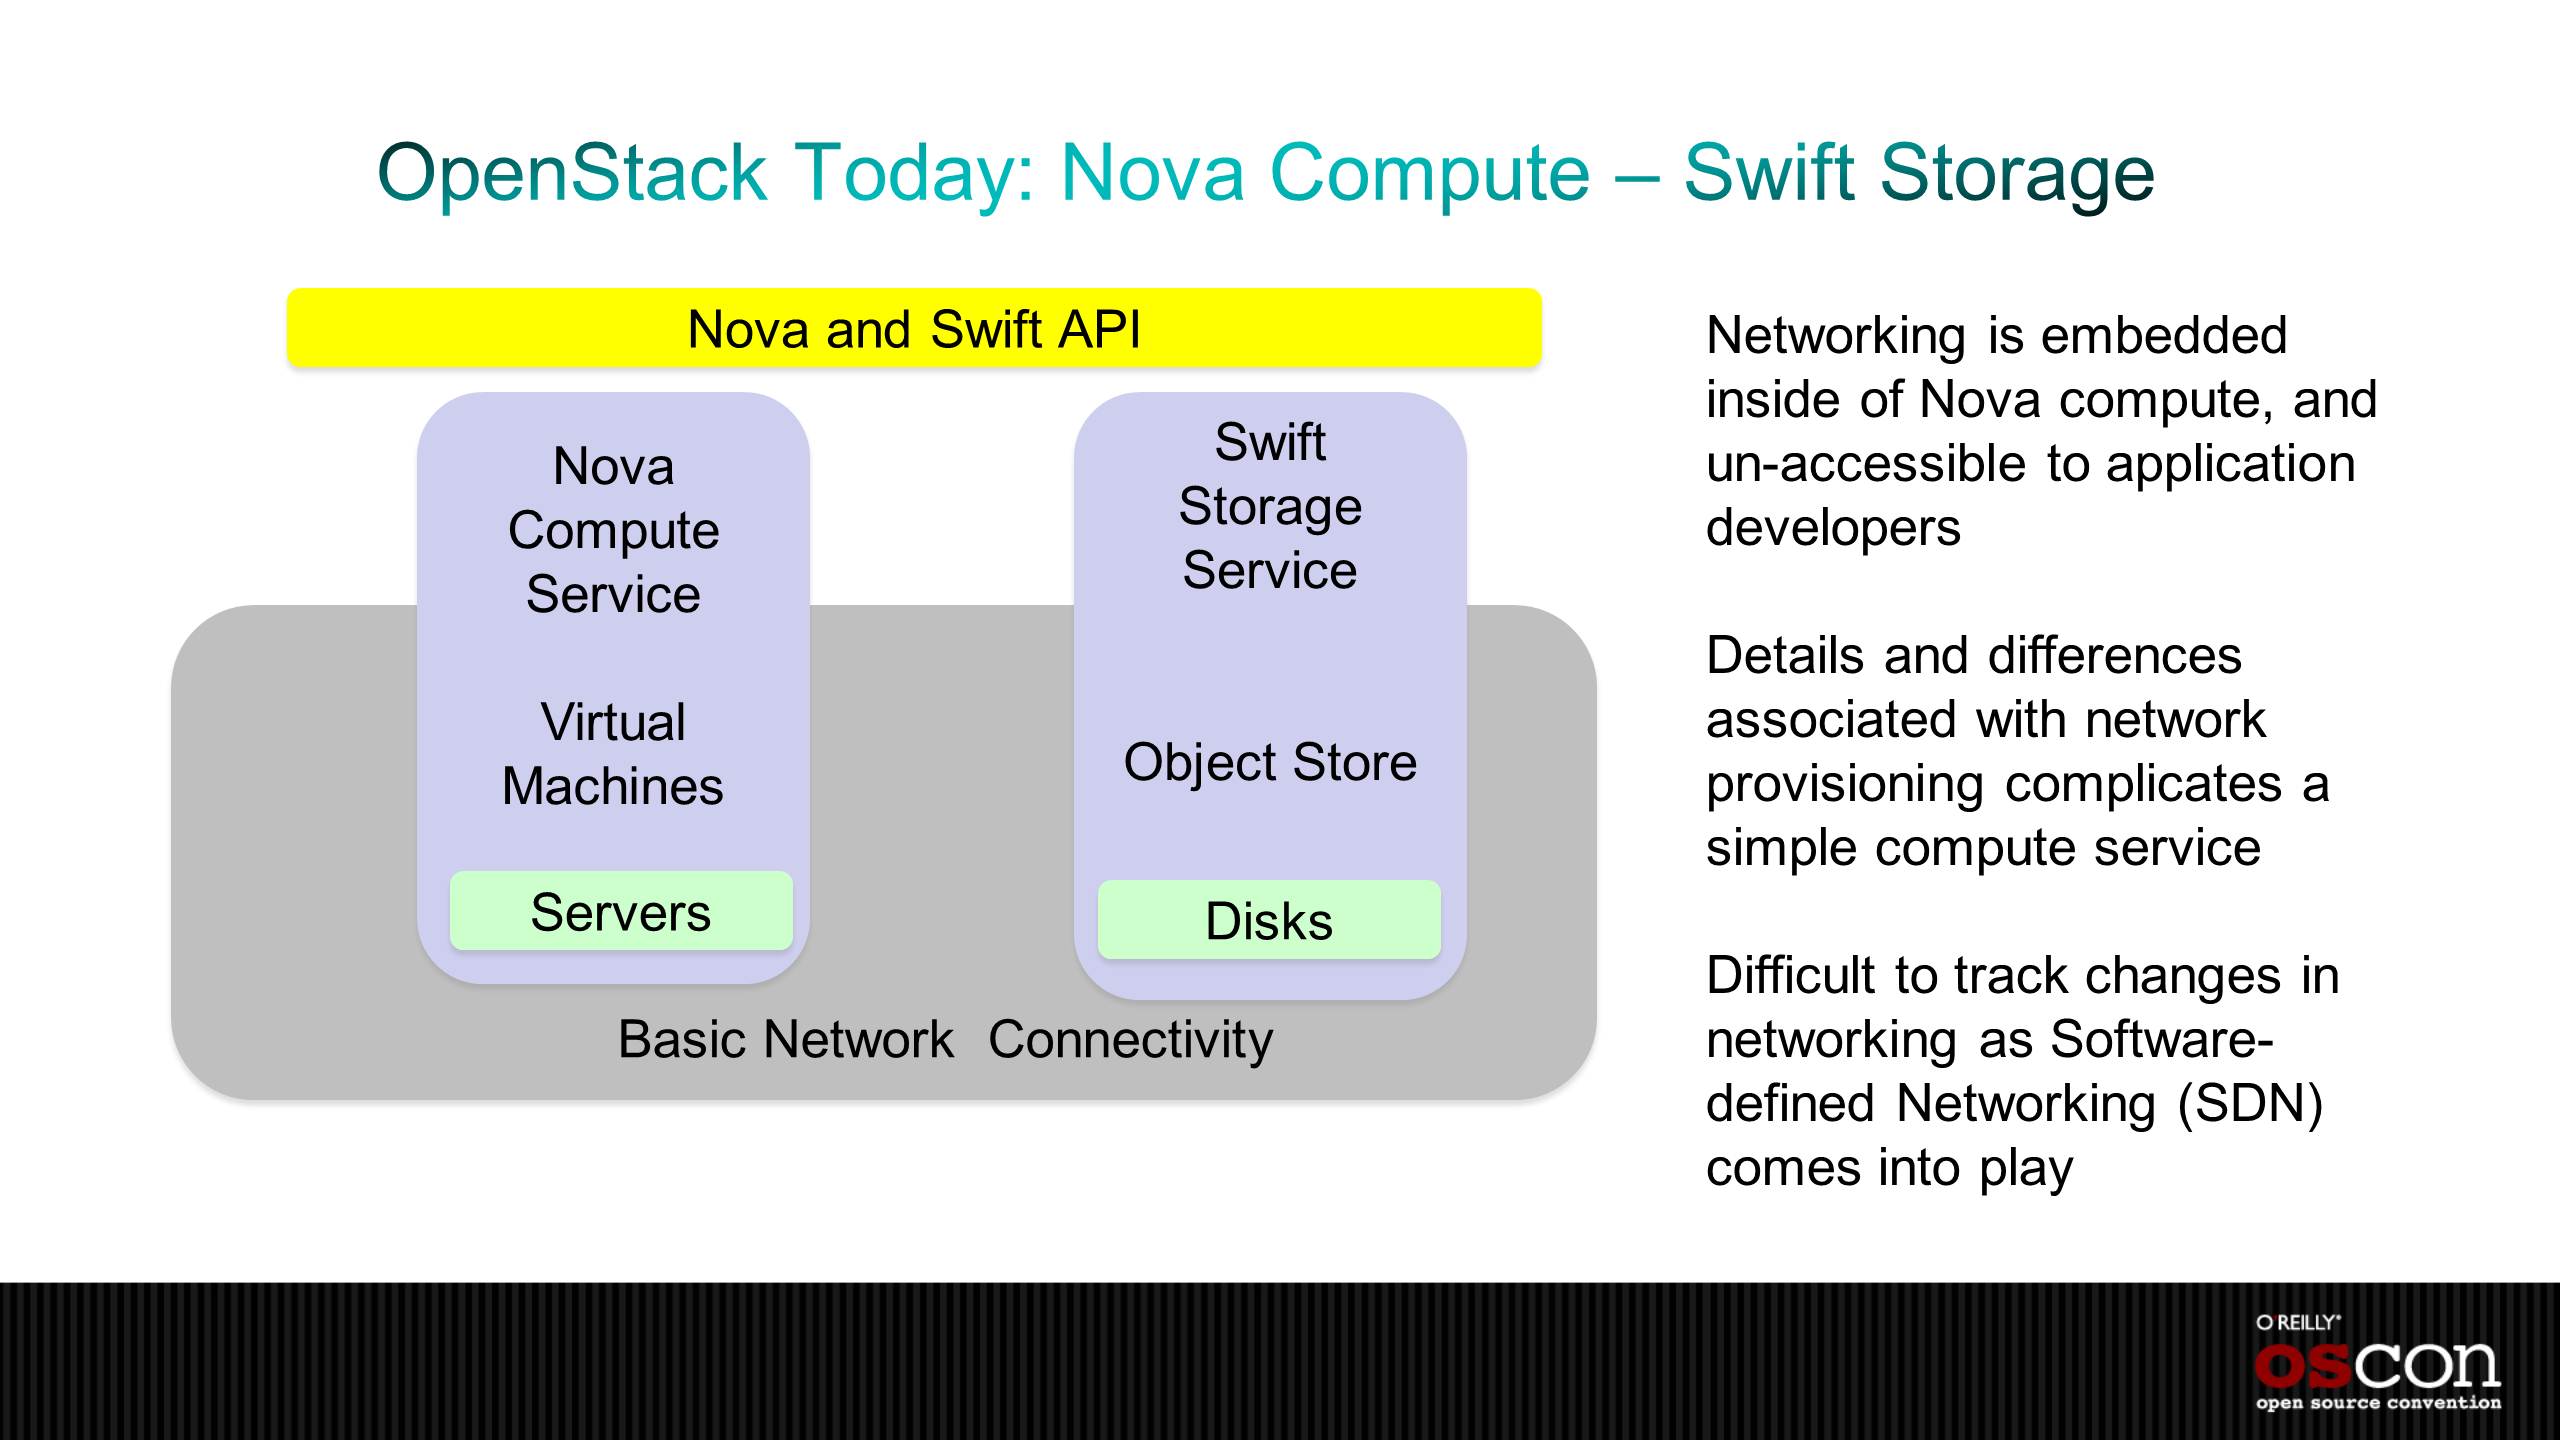 OpenStack Today: Nova Compute – Swift Storage
Nova and Swift API
Nova
Compute
Service
Virtual
Machines
Servers
Swift
Storage
Service
Object Store
Disks
Basic Network  Connectivity
Networking is embedded
inside of Nova compute, and
un-accessible to application
developers
Details and differences
associated with network
provisioning complicates a
simple compute service
Difficult to track changes in
networking as Software-
defined Networking (SDN)
comes into play
O'REILLY®
oscon
open source convention